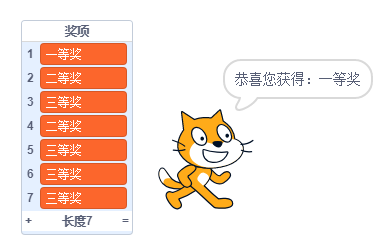 奖项
1 一等奖
2 二等奖
3 三等奖
4 二等奖
5 三等奖
6 三等奖
7 三等奖
+ 长度7 =
恭喜您获得：一等奖